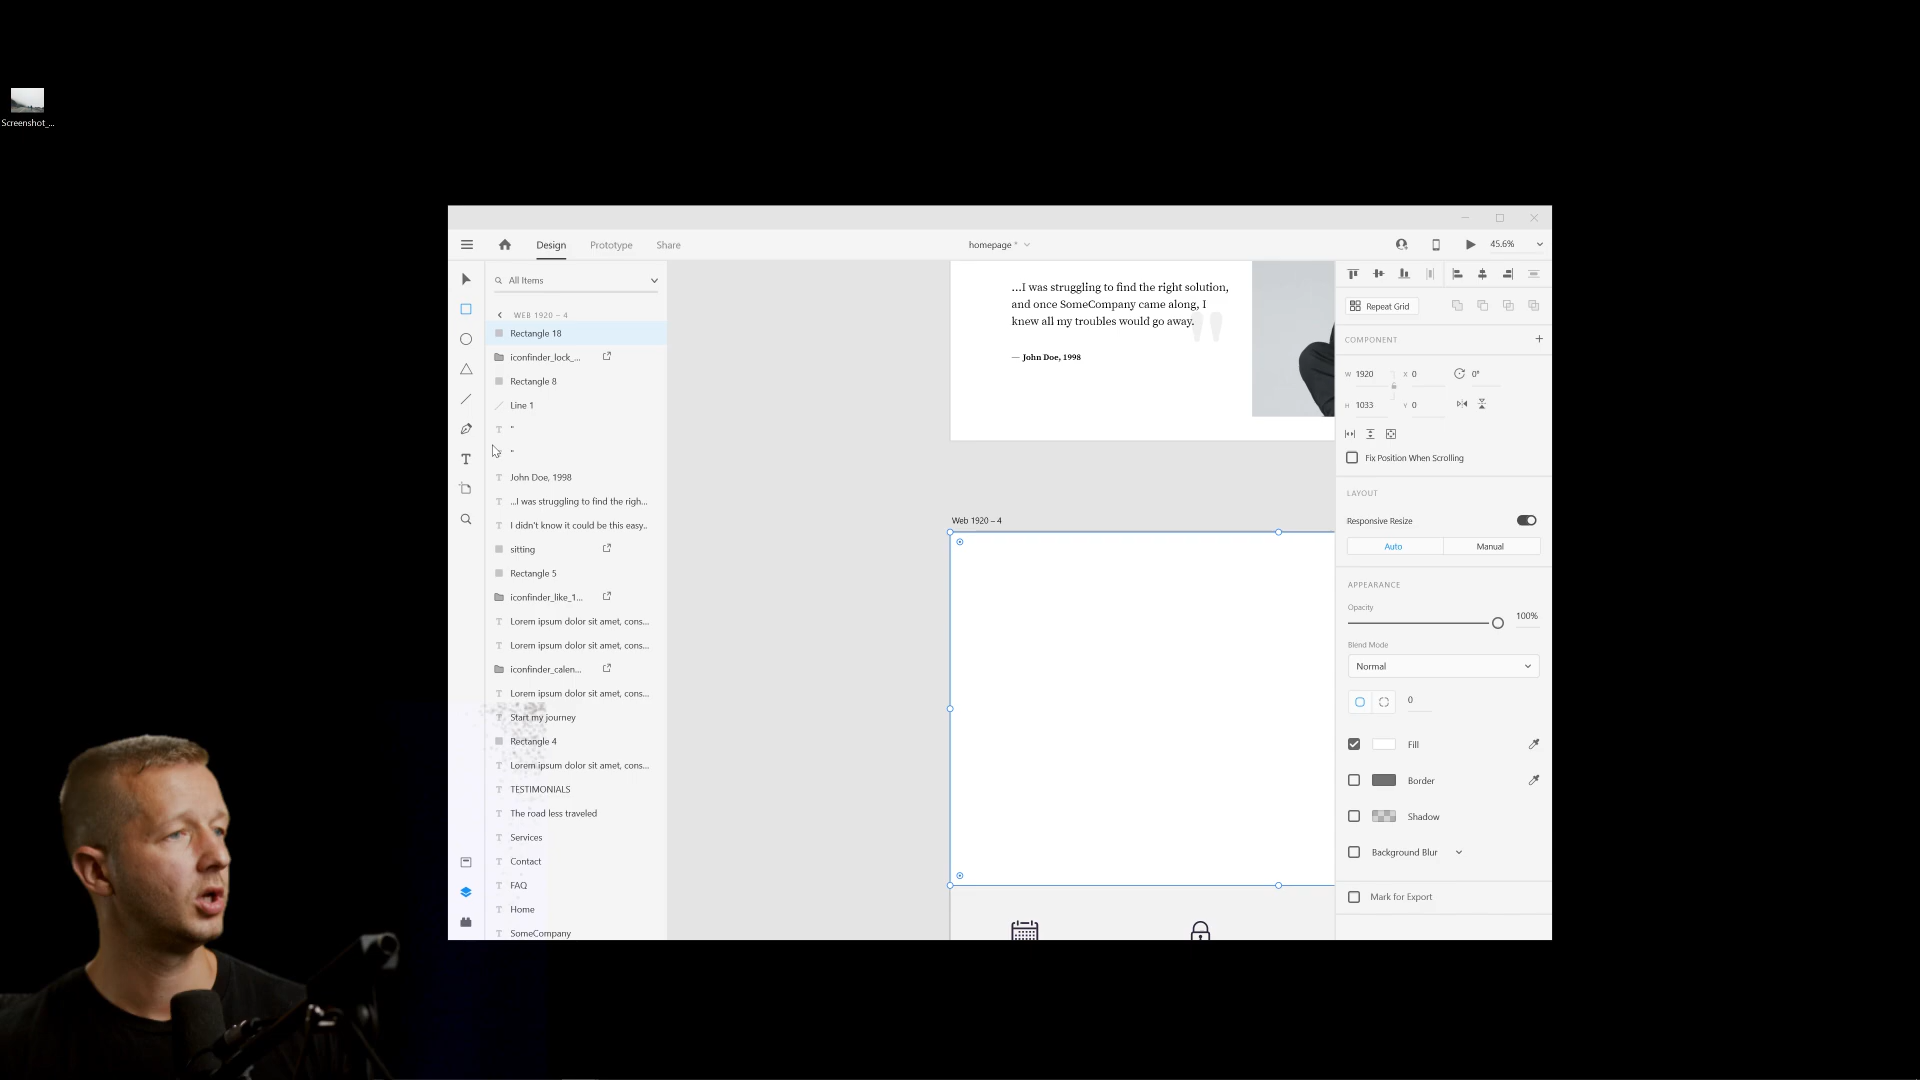 Screenshot_...
Design
Prototype
Share
homepage *
45.6%
All Items
WEB 1920 – 4
Rectangle 18
iconfinder_lock_...
Rectangle 8
Line 1
"
"
John Doe, 1998
...I was struggling to find the righ...
I didn't know it could be this easy..
sitting
Rectangle 5
iconfinder_like_1...
Lorem ipsum dolor sit amet, cons...
Lorem ipsum dolor sit amet, cons...
iconfinder_calen...
Lorem ipsum dolor sit amet, cons...
Start my journey
Rectangle 4
Lorem ipsum dolor sit amet, cons...
TESTIMONIALS
The road less traveled
Services
Contact
FAQ
Home
SomeCompany
...I was struggling to find the right solution,
and once SomeCompany came along, I
knew all my troubles would go away.
"
— John Doe, 1998
Web 1920 – 4
Repeat Grid
COMPONENT
W 1920
X 0
0°
H 1033
Y 0
Fix Position When Scrolling
LAYOUT
Responsive Resize
Auto
Manual
APPEARANCE
Opacity
100%
Blend Mode
Normal
0
Fill
Border
Shadow
Background Blur
Mark for Export